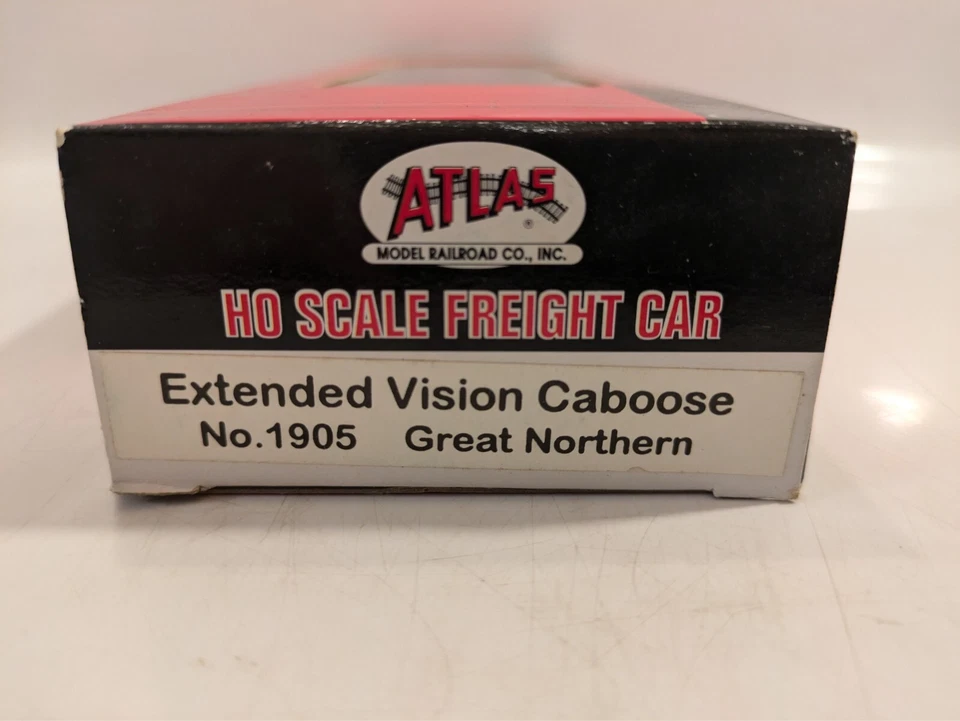 ATLAS ®
MODEL RAILROAD CO., INC.
HO SCALE FREIGHT CAR
Extended Vision Caboose
No.1905 Great Northern